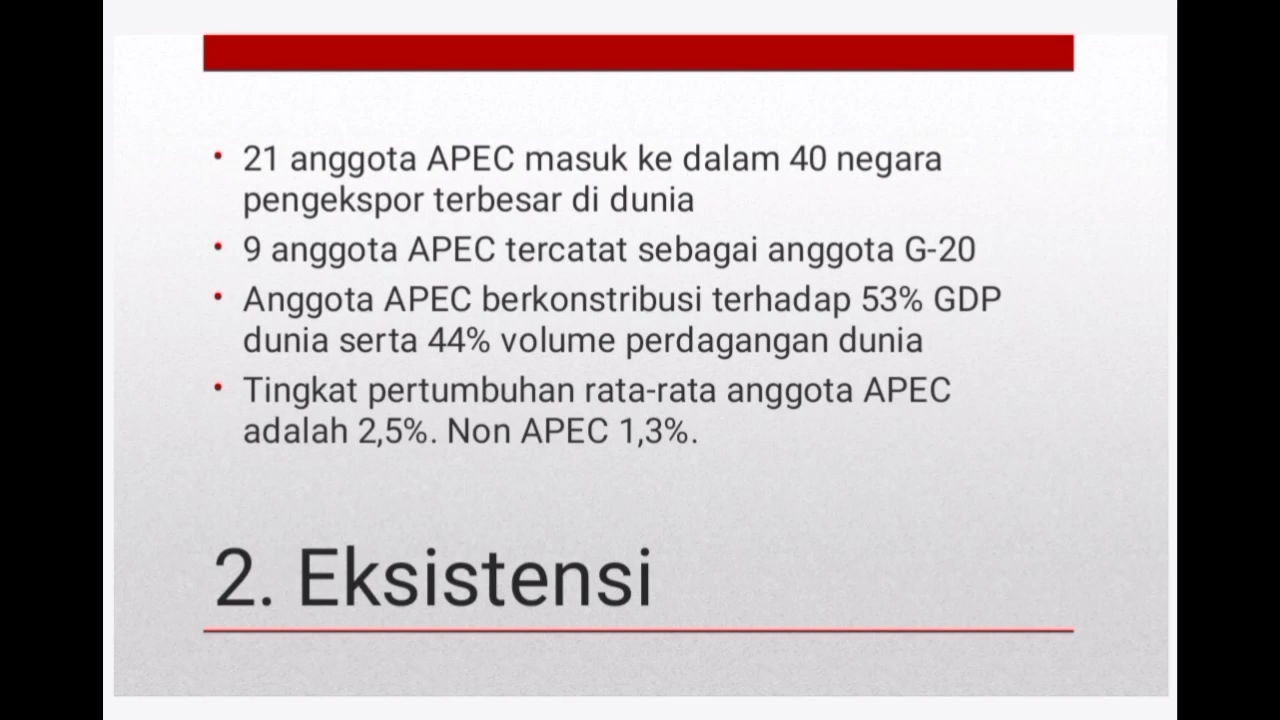 • 21 anggota APEC masuk ke dalam 40 negara
pengekspor terbesar di dunia
• 9 anggota APEC tercatat sebagai anggota G-20
• Anggota APEC berkonstribusi terhadap 53% GDP
dunia serta 44% volume perdagangan dunia
• Tingkat pertumbuhan rata-rata anggota APEC
adalah 2,5%. Non APEC 1,3%.
2. Eksistensi